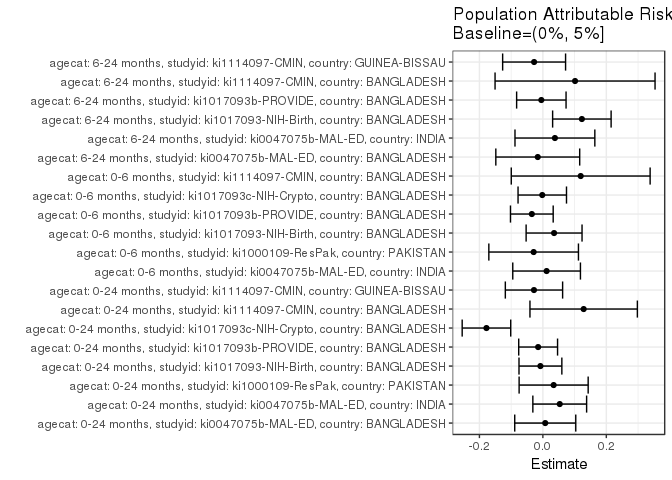 Population Attributable Risk
Baseline=(0%, 5%]
agecat: 6-24 months, studyid: ki1114097-CMIN, country: GUINEA-BISSAU
agecat: 6-24 months, studyid: ki1114097-CMIN, country: BANGLADESH
agecat: 6-24 months, studyid: ki1017093b-PROVIDE, country: BANGLADESH
agecat: 6-24 months, studyid: ki1017093-NIH-Birth, country: BANGLADESH
agecat: 6-24 months, studyid: ki0047075b-MAL-ED, country: INDIA
agecat: 6-24 months, studyid: ki0047075b-MAL-ED, country: BANGLADESH
agecat: 0-6 months, studyid: ki1114097-CMIN, country: BANGLADESH
agecat: 0-6 months, studyid: ki1017093c-NIH-Crypto, country: BANGLADESH
agecat: 0-6 months, studyid: ki1017093b-PROVIDE, country: BANGLADESH
agecat: 0-6 months, studyid: ki1017093-NIH-Birth, country: BANGLADESH
agecat: 0-6 months, studyid: ki1000109-ResPak, country: PAKISTAN
agecat: 0-6 months, studyid: ki0047075b-MAL-ED, country: INDIA
agecat: 0-24 months, studyid: ki1114097-CMIN, country: GUINEA-BISSAU
agecat: 0-24 months, studyid: ki1114097-CMIN, country: BANGLADESH
agecat: 0-24 months, studyid: ki1017093c-NIH-Crypto, country: BANGLADESH
agecat: 0-24 months, studyid: ki1017093b-PROVIDE, country: BANGLADESH
agecat: 0-24 months, studyid: ki1017093-NIH-Birth, country: BANGLADESH
agecat: 0-24 months, studyid: ki1000109-ResPak, country: PAKISTAN
agecat: 0-24 months, studyid: ki0047075b-MAL-ED, country: INDIA
agecat: 0-24 months, studyid: ki0047075b-MAL-ED, country: BANGLADESH
-0.2 0.0 0.2
Estimate